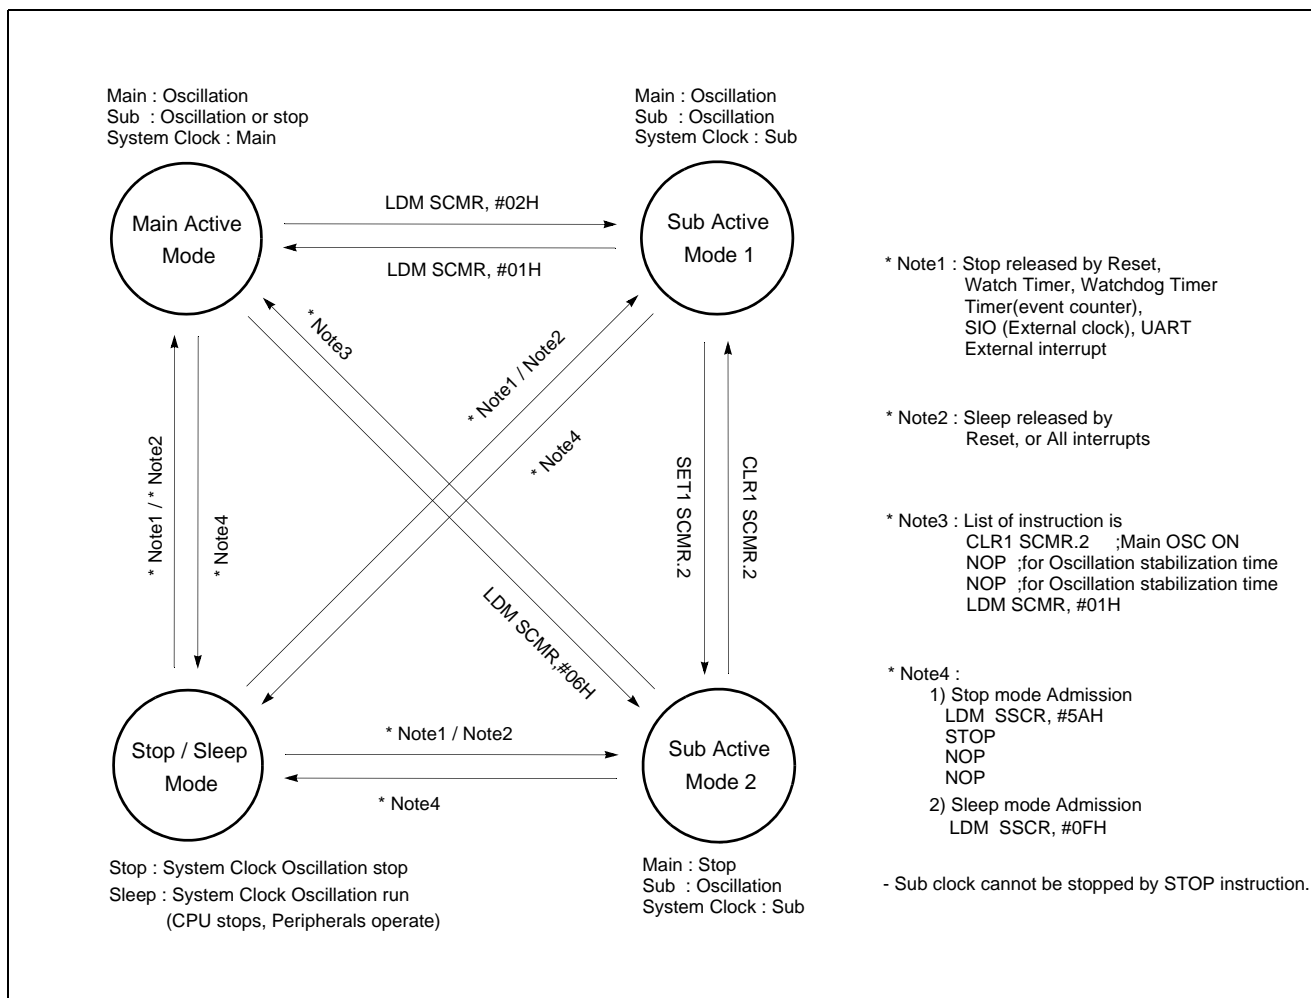 Main : Oscillation
Sub : Oscillation or stop
System Clock : Main
Main : Oscillation
Sub : Oscillation
System Clock : Sub
Main Active
Mode
LDM SCMR, #02H
LDM SCMR, #01H
Sub Active
Mode 1
* Note1 / * Note2
* Note4
* Note3
LDM SCMR,#06H
* Note1 / Note2
* Note4
SET1 SCMR.2
CLR1 SCMR.2
Stop / Sleep
Mode
* Note1 / Note2
* Note4
Sub Active
Mode 2
Stop : System Clock Oscillation stop
Sleep : System Clock Oscillation run
(CPU stops, Peripherals operate)
Main : Stop
Sub : Oscillation
System Clock : Sub
* Note1 : Stop released by Reset,
Watch Timer, Watchdog Timer
Timer(event counter),
SIO (External clock), UART
External interrupt
* Note2 : Sleep released by
Reset, or All interrupts
* Note3 : List of instruction is
CLR1 SCMR.2 ;Main OSC ON
NOP ;for Oscillation stabilization time
NOP ;for Oscillation stabilization time
LDM SCMR, #01H
* Note4 :
1) Stop mode Admission
LDM SSCR, #5AH
STOP
NOP
NOP
2) Sleep mode Admission
LDM SSCR, #0FH
- Sub clock cannot be stopped by STOP instruction.